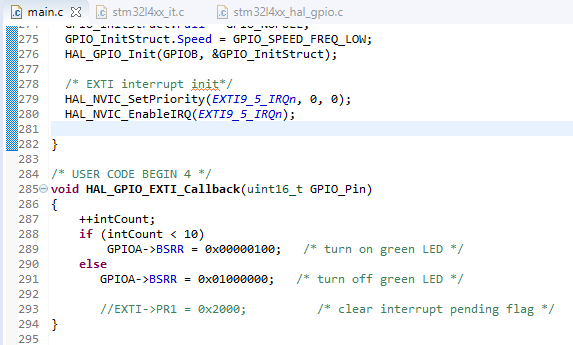 main.c stm32l4xx_it.c stm32l4xx_hal_gpio.c
274 GPIO_InitStruct.Pull = GPIO_NOPULL;
275 GPIO_InitStruct.Speed = GPIO_SPEED_FREQ_LOW;
276 HAL_GPIO_Init(GPIOB, &GPIO_InitStruct);
277
278 /* EXTI interrupt init*/
279 HAL_NVIC_SetPriority(EXTI9_5_IRQn, 0, 0);
280 HAL_NVIC_EnableIRQ(EXTI9_5_IRQn);
281
282 }
283
284 /* USER CODE BEGIN 4 */
285 void HAL_GPIO_EXTI_Callback(uint16_t GPIO_Pin)
286 {
287 ++intCount;
288 if (intCount < 10)
289 GPIOA->BSRR = 0x00000100; /* turn on green LED */
290 else
291 GPIOA->BSRR = 0x01000000; /* turn off green LED */
292
293 //EXTI->PR1 = 0x2000; /* clear interrupt pending flag */
294 }
295